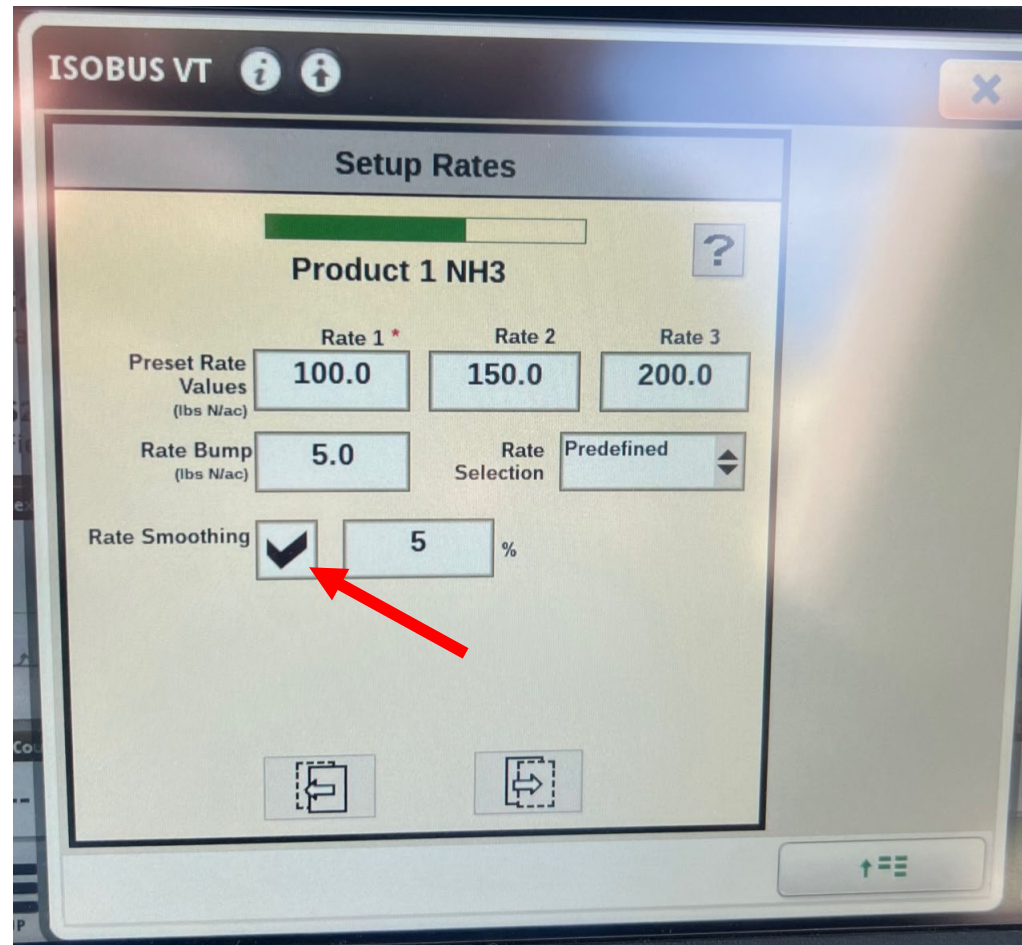 ISOBUS VT
Setup Rates
?
Product 1 NH3
Rate 1 * Rate 2 Rate 3
Preset Rate
Values
(lbs N/ac)
100.0 150.0 200.0
Rate Bump
(lbs N/ac)
5.0
Rate
Selection
Predefined
Rate Smoothing 5 %